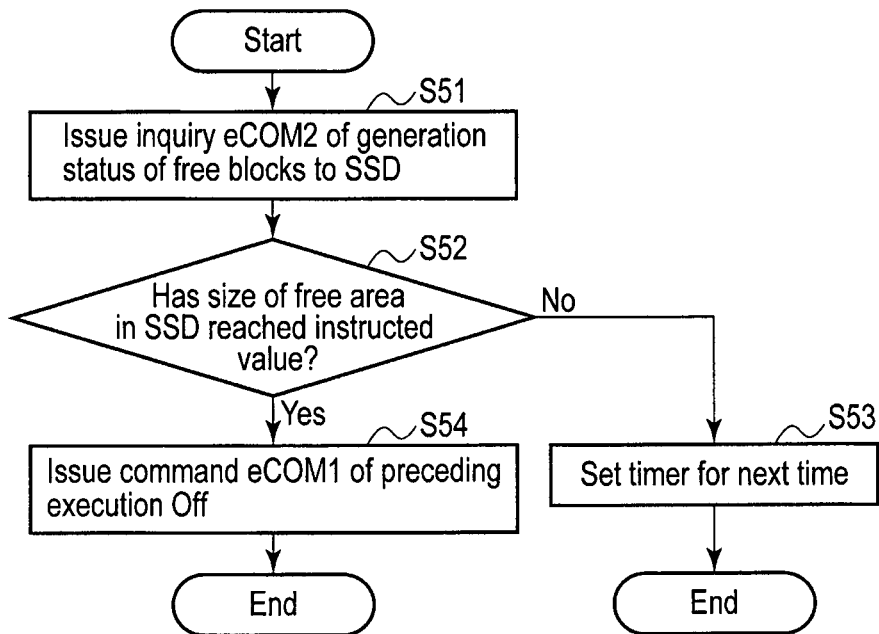 Start
S51
Issue inquiry eCOM2 of generation
status of free blocks to SSD
S52
Has size of free area
in SSD reached instructed
value?
No
Yes
S54
Issue command eCOM1 of preceding
execution Off
End
S53
Set timer for next time
End